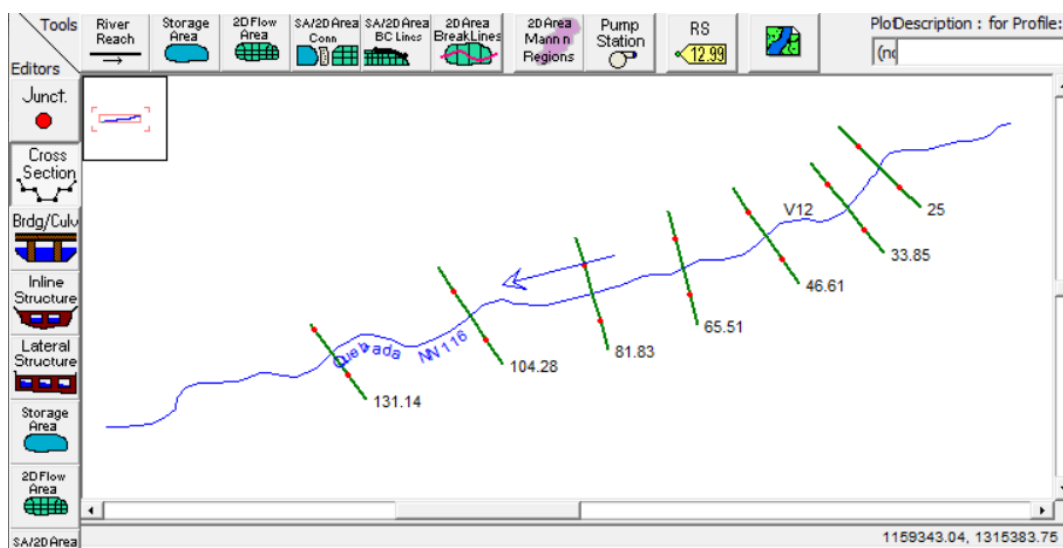 Tools
Editors
River
Reach
Storage
Area
2D Flow
Area
SA/2D Area
Conn
SA/2D Area
BC Lines
2D Area
BreakLines
2D Area
Mann n
Regions
Pump
Station
RS
12.99
PlotDescription : for Profile:
Junct.
Cross
Section
Brdg/Culv
Inline
Structure
Lateral
Structure
Storage
Area
2D Flow
Area
SA/2D Area
25
V12
33.85
46.61
65.51
81.83
104.28
Quebrada NN116
131.14
1159343.04, 1315383.75